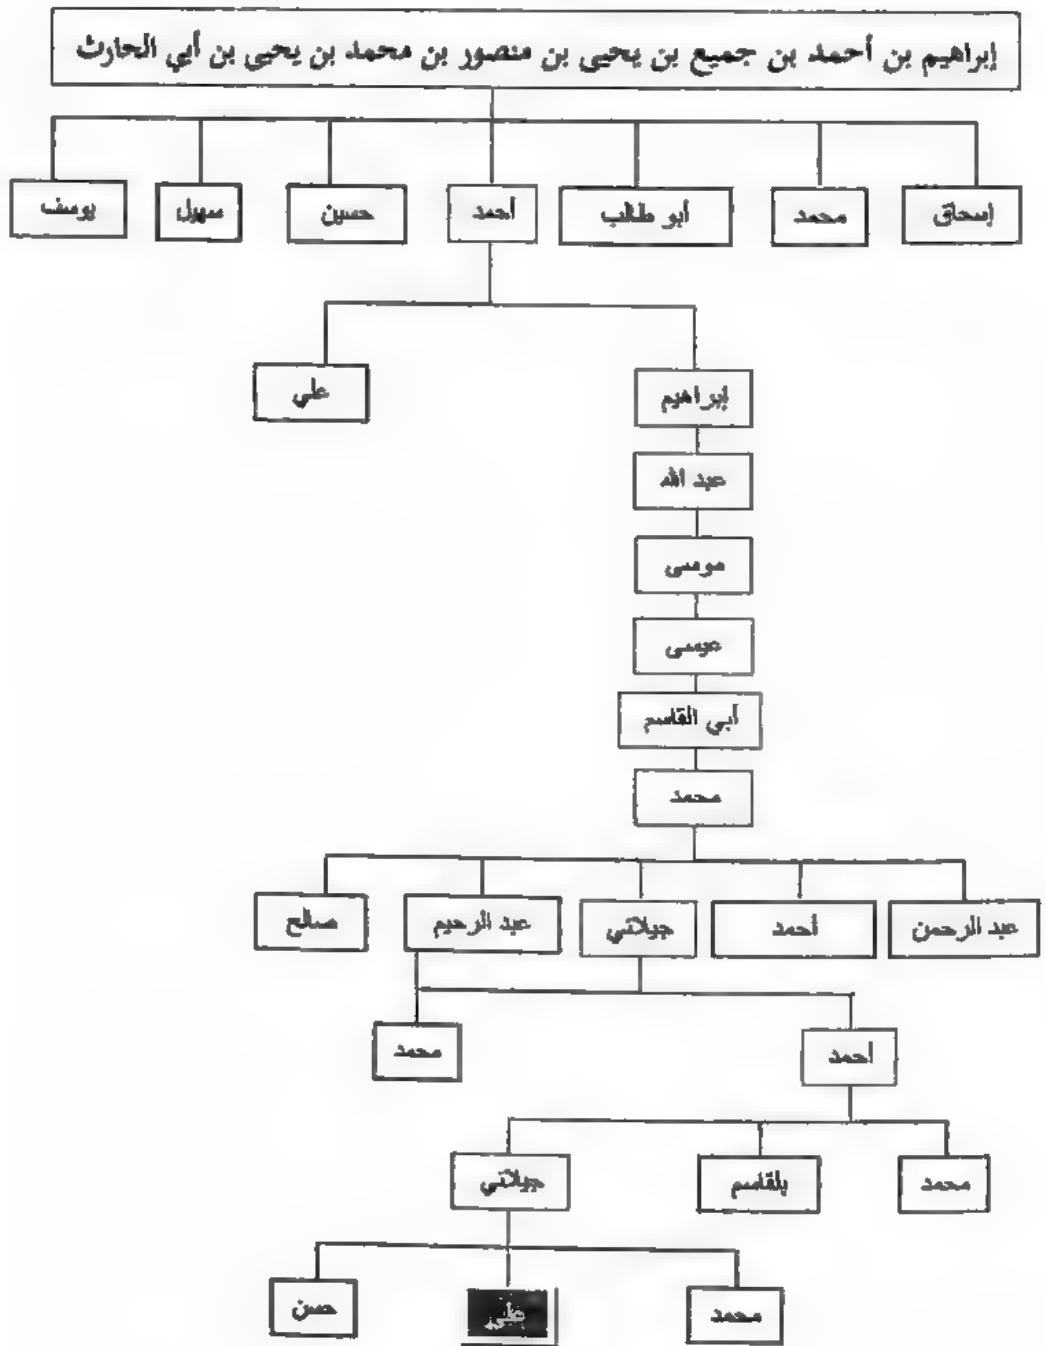 إبراهيم بن أحمد بن جميع بن يحيى بن منصور بن محمد بن يحيى بن أبي الحارث
إسحاق
محمد
أبو طالب
أحمد
حسين
سهيل
يوسف
إبراهيم
علي
عبد الله
موسى
عيسى
أبي القاسم
محمد
عبد الرحمن
أحمد
جيلاني
عبد الرحيم
صالح
أحمد
محمد
محمد
بلقاسم
جيلاني
محمد
علي
حسن